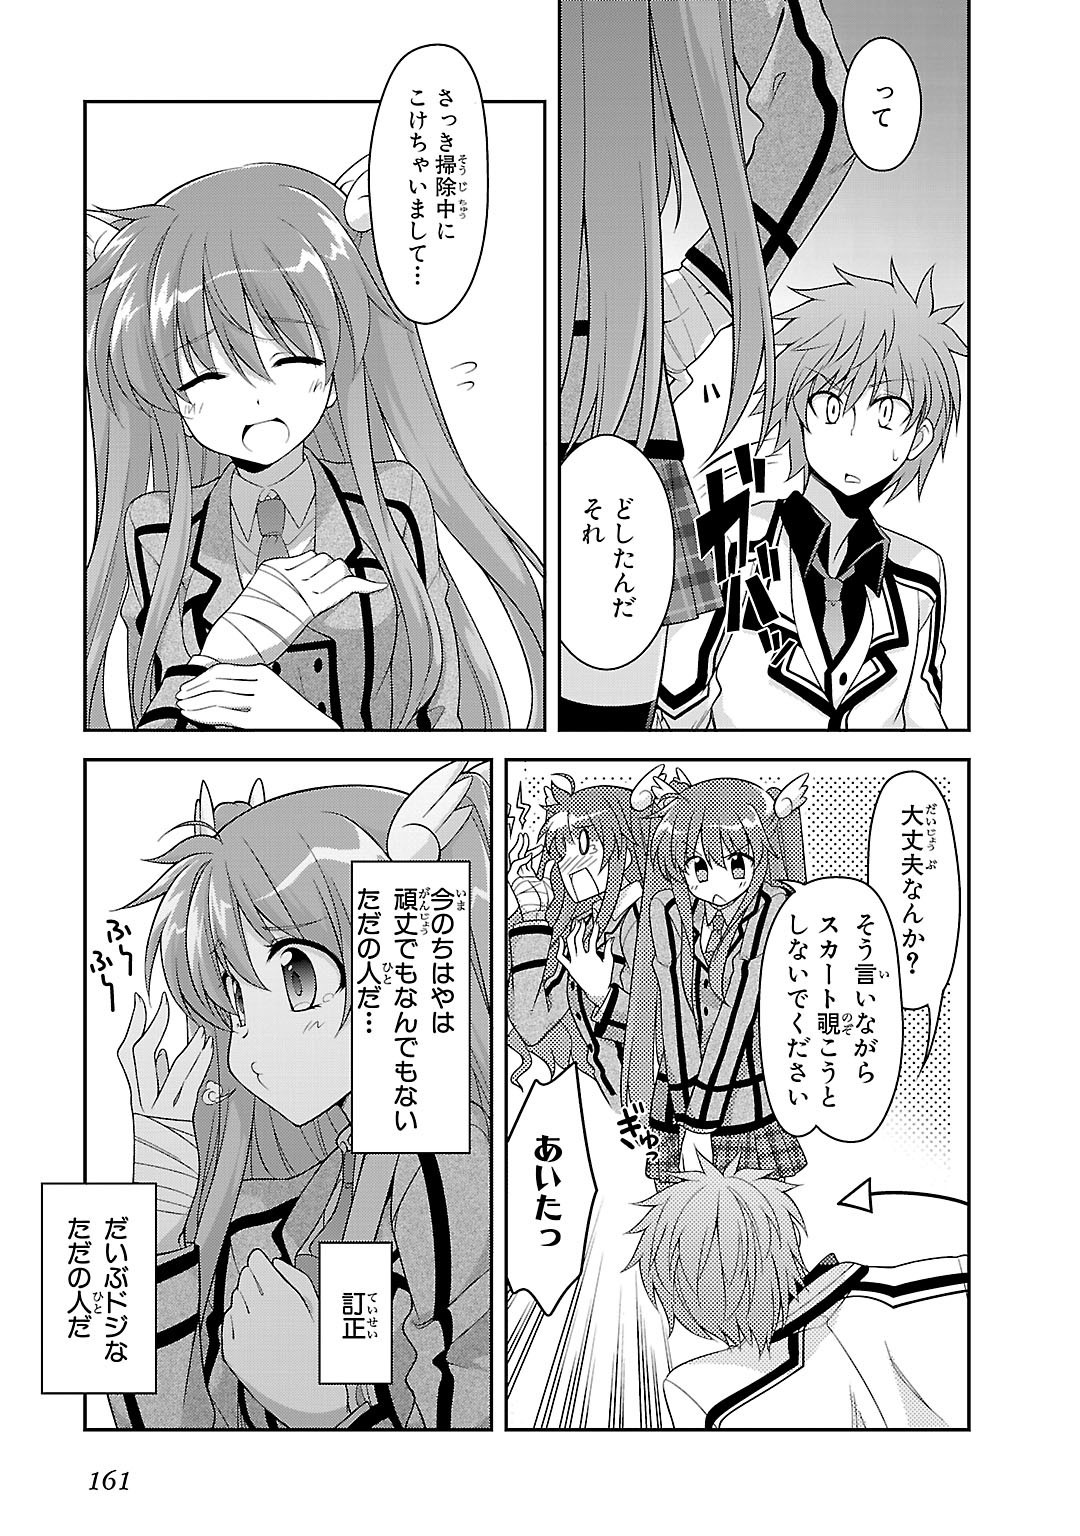 って
どしたんだ
それ
ガバッ
さっき掃除中に
こけちゃいまして…
大丈夫なんか?
そう言いながら
スカート覗こうと
しないでください
ぎゅっ
あいたっ
今のちはやは
頑丈でもなんでもない
ただの人だ…
ふーふー
訂正
だいぶドジな
ただの人だ
161